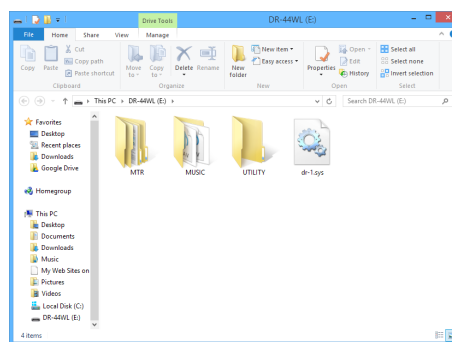 Drive Tools
DR-44WL (E:)
File Home Share View Manage
Copy
Paste
Cut
Copy path
Paste shortcut
Clipboard
Move to
Copy to
Delete
Rename
Organize
New folder
New item
Easy access
New
Properties
Open
Edit
History
Open
Select all
Select none
Invert selection
Select
This PC DR-44WL (E:)
Search DR-44WL (E:)
Favorites
Desktop
Recent places
Downloads
Google Drive
Homegroup
This PC
Desktop
Documents
Downloads
Music
My Web Sites on
Pictures
Videos
Local Disk (C:)
DR-44WL (E:)
MTR
MUSIC
UTILITY
dr-1.sys
4 items